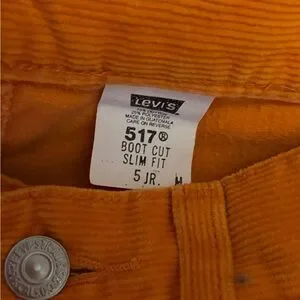 LEVI'S
MADE IN GUATEMALA
CARE ON REVERSE
517®
BOOT CUT
SLIM FIT
5 JR. M